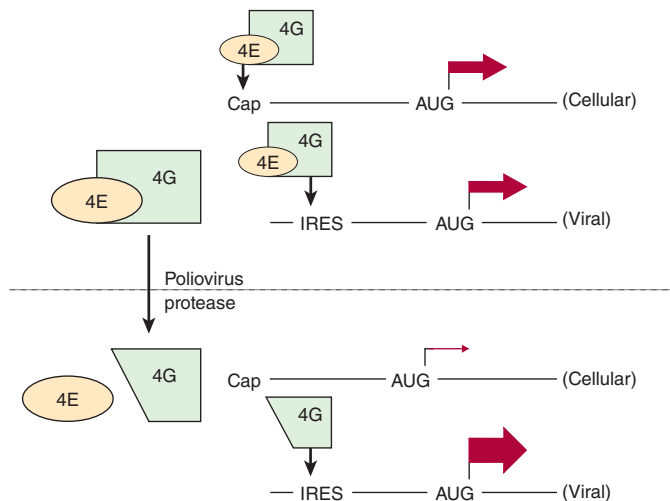 4G
4E
Cap AUG (Cellular)
4G
4E
4G
4E
IRES AUG (Viral)
Poliovirus
protease
4G
4E
Cap AUG (Cellular)
4G
IRES AUG (Viral)